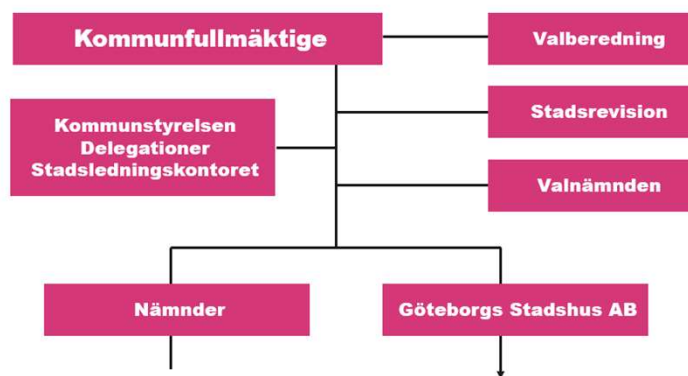 Kommunfullmäktige
Valberedning
Stadsrevision
Kommunstyrelsen
Delegationer
Stadsledningskontoret
Valnämnden
Nämnder
Göteborgs Stadshus AB